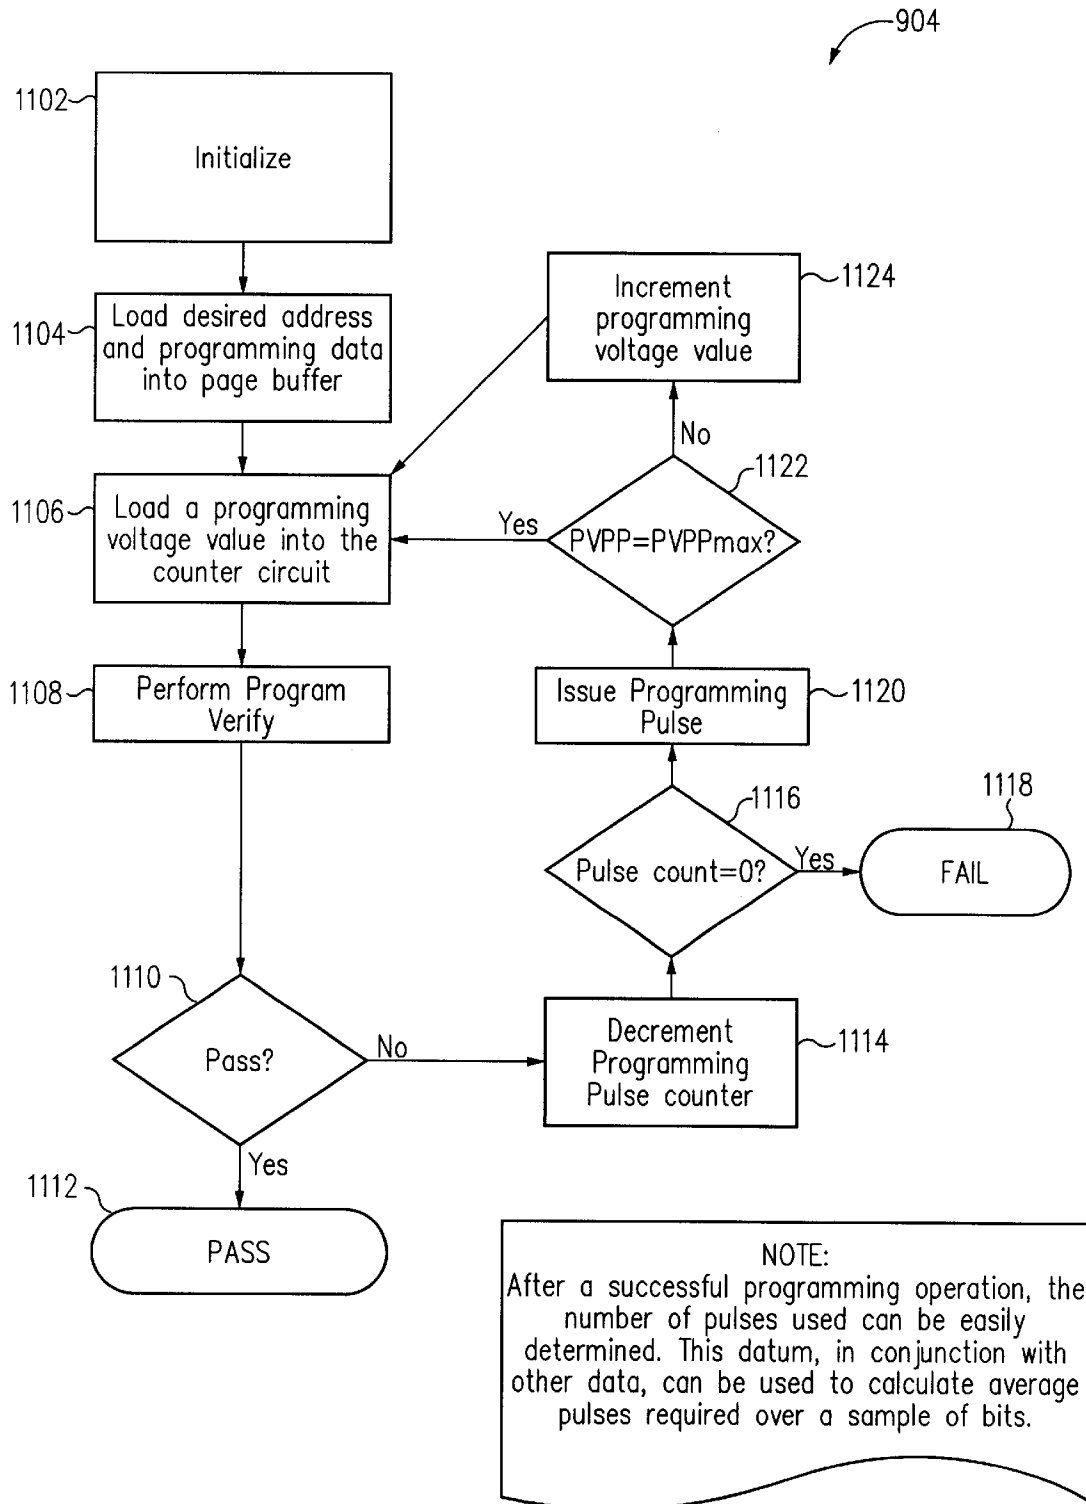 904
1102
Initialize
1104
Load desired address
and programming data
into page buffer
1106
Load a programming
voltage value into the
counter circuit
1108
Perform Program
Verify
1110
Pass?
No
Yes
1112
PASS
Decrement
Programming
Pulse counter
1114
Pulse count=0?
1116
Yes
1118
FAIL
Issue Programming
Pulse
1120
PVPP=PVPPmax?
1122
Yes
No
Increment
programming
voltage value
1124
NOTE:
After a successful programming operation, the
number of pulses used can be easily
determined. This datum, in conjunction with
other data, can be used to calculate average
pulses required over a sample of bits.